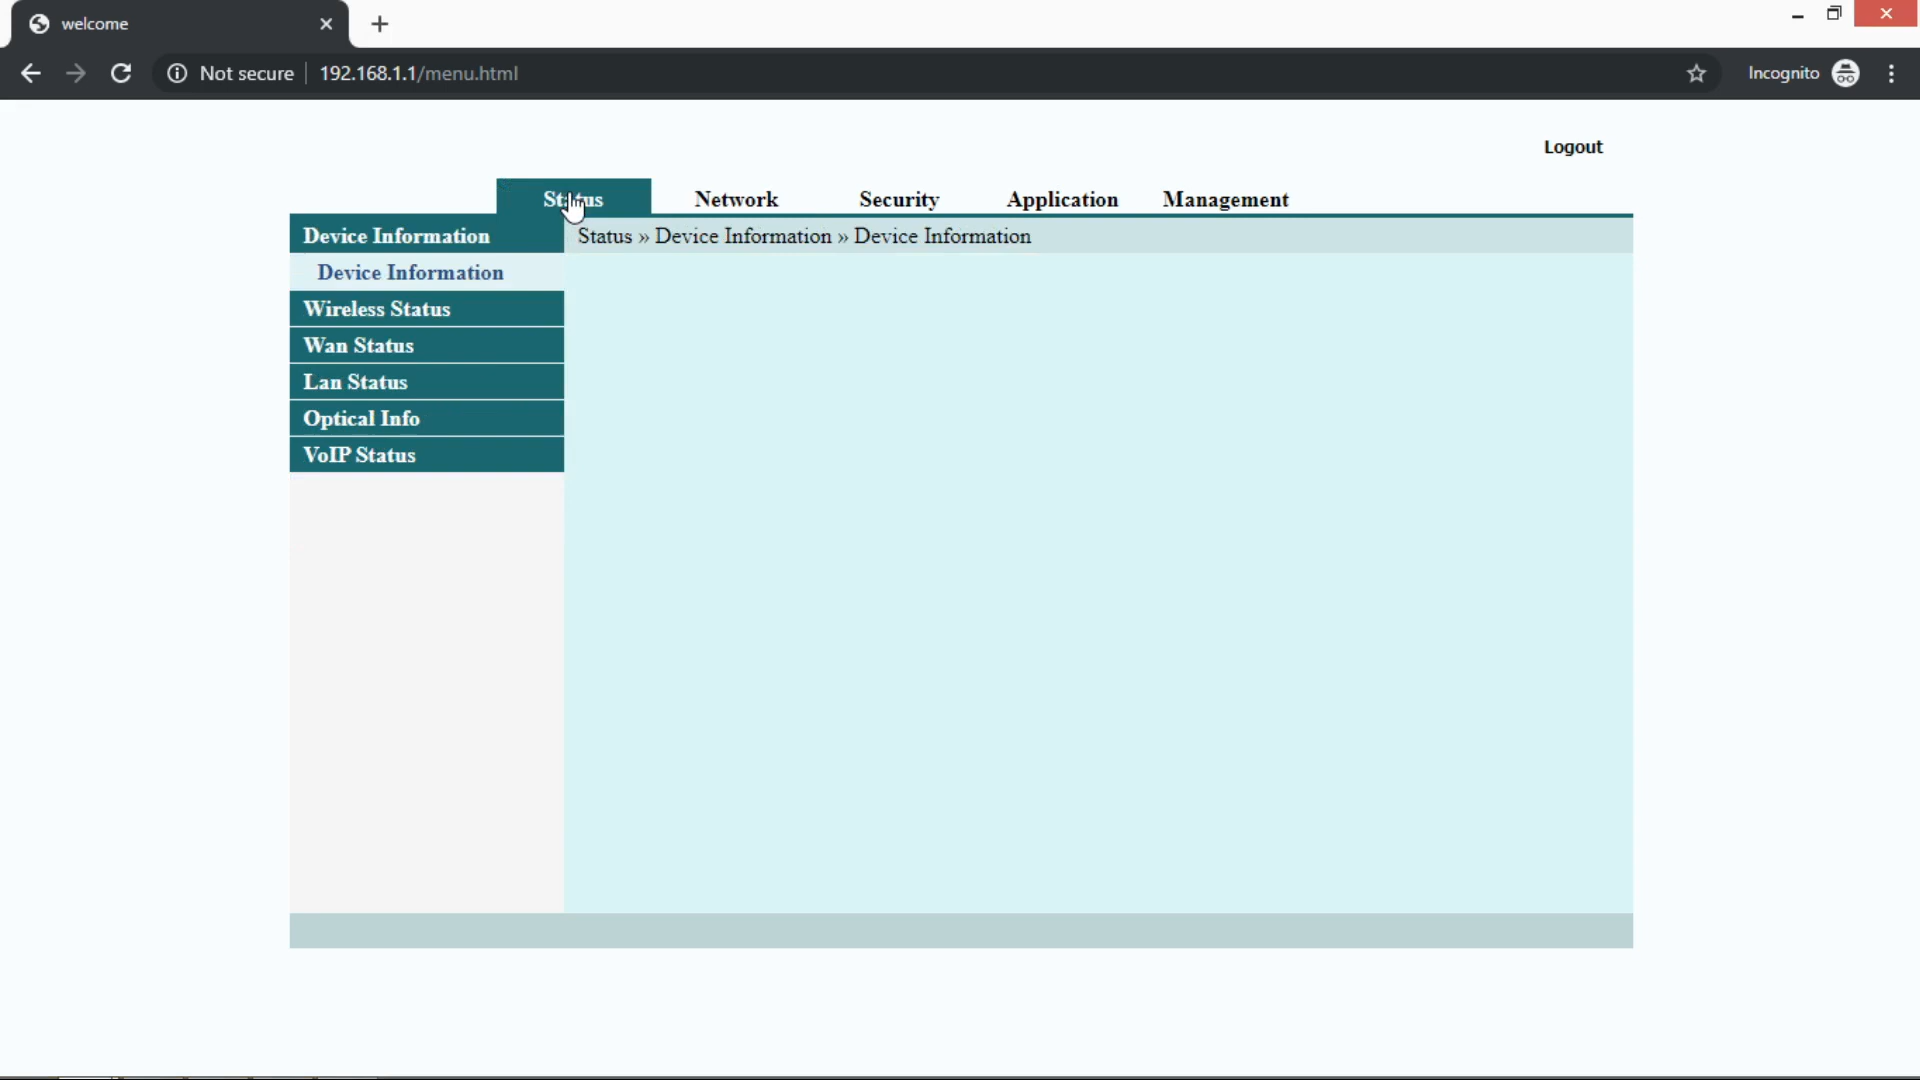 welcome
Not secure 192.168.1.1/menu.html Incognito
Logout
Status Network Security Application Management
Device Information
Status » Device Information » Device Information
Device Information
Wireless Status
Wan Status
Lan Status
Optical Info
VoIP Status